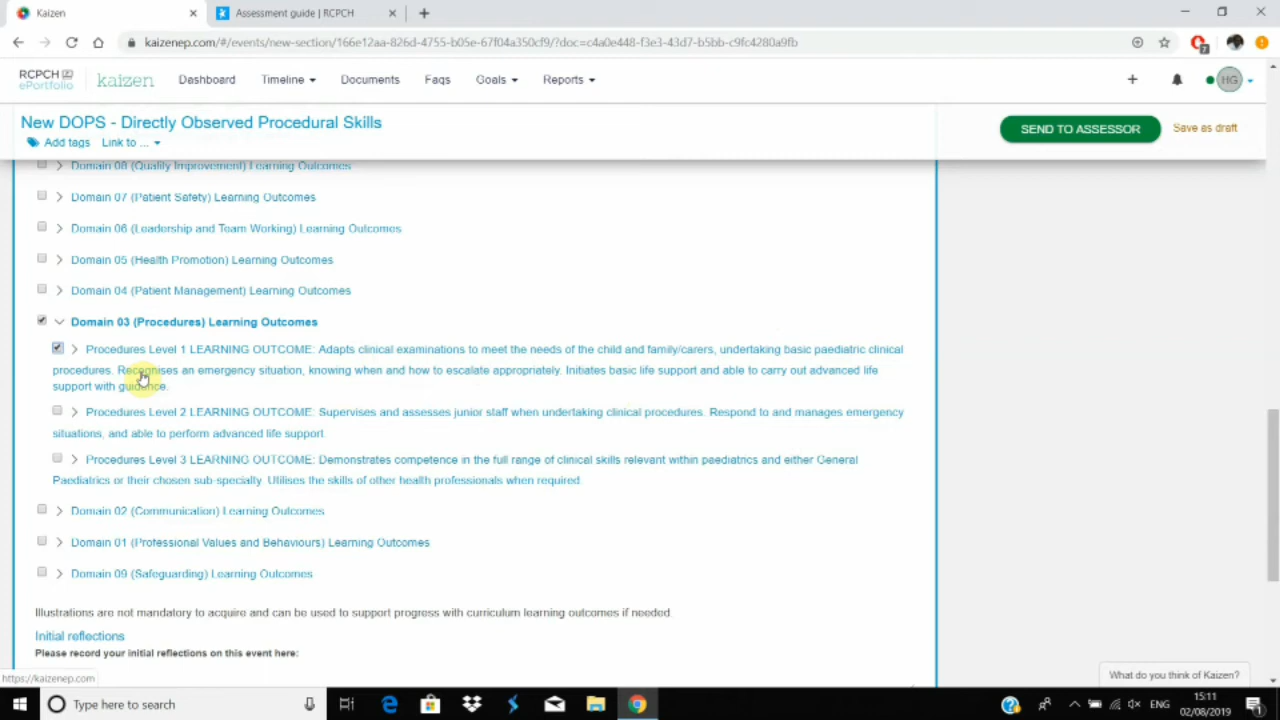 Kaizen
Assessment guide | RCPCH
kaizenep.com/#/events/new-section/166e12aa-826d-4755-b05e-67f04a350cf9/?doc=c4a0e448-f3e3-43d7-b5bb-c9fc4280a9fb
7
RCPCH
ePortfolio
kaizen
Dashboard
Timeline
Documents
Faqs
Goals
Reports
HG
New DOPS - Directly Observed Procedural Skills
Add tags Link to ...
SEND TO ASSESSOR
Save as draft
Domain 08 (Quality Improvement) Learning Outcomes
Domain 07 (Patient Safety) Learning Outcomes
Domain 06 (Leadership and Team Working) Learning Outcomes
Domain 05 (Health Promotion) Learning Outcomes
Domain 04 (Patient Management) Learning Outcomes
Domain 03 (Procedures) Learning Outcomes
Procedures Level 1 LEARNING OUTCOME: Adapts clinical examinations to meet the needs of the child and family/carers, undertaking basic paediatric clinical
procedures. Recognises an emergency situation, knowing when and how to escalate appropriately. Initiates basic life support and able to carry out advanced life
support with guidance.
Procedures Level 2 LEARNING OUTCOME: Supervises and assesses junior staff when undertaking clinical procedures. Respond to and manages emergency
situations, and able to perform advanced life support
Procedures Level 3 LEARNING OUTCOME: Demonstrates competence in the full range of clinical skills relevant within paediatrics and either General
Paediatrics or their chosen sub-specialty. Utilises the skills of other health professionals when required
Domain 02 (Communication) Learning Outcomes
Domain 01 (Professional Values and Behaviours) Learning Outcomes
Domain 09 (Safeguarding) Learning Outcomes
Illustrations are not mandatory to acquire and can be used to support progress with curriculum learning outcomes if needed.
Initial reflections
Please record your initial reflections on this event here:
https://kaizenep.com
What do you think of Kaizen?
Type here to search
ENG
15:11
02/08/2019
1